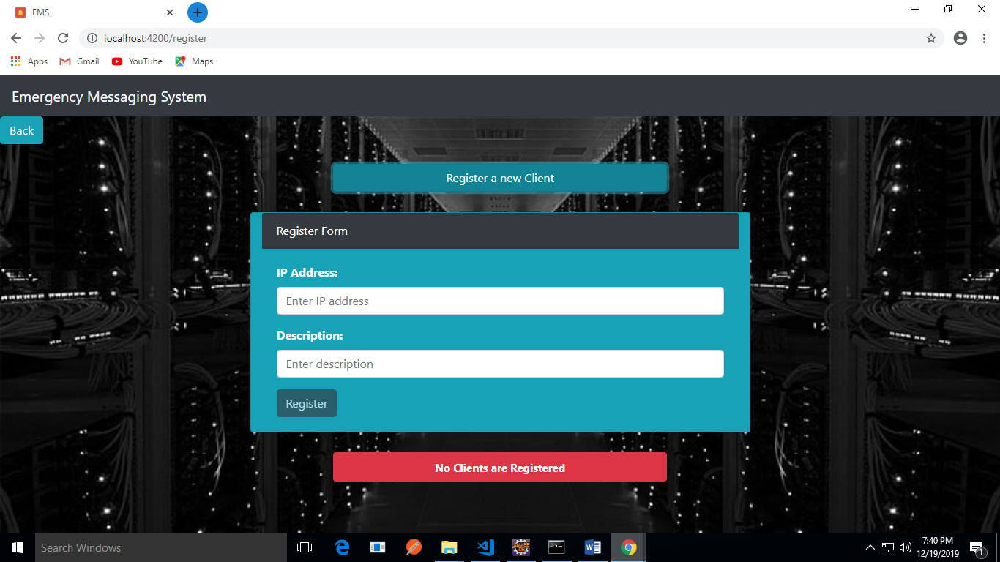 EMS
localhost:4200/register
Apps Gmail YouTube Maps
Emergency Messaging System
Back
Register a new Client
Register Form
IP Address:
Enter IP address
Description:
Enter description
Register
No Clients are Registered
Search Windows
7:40 PM
12/19/2019
1